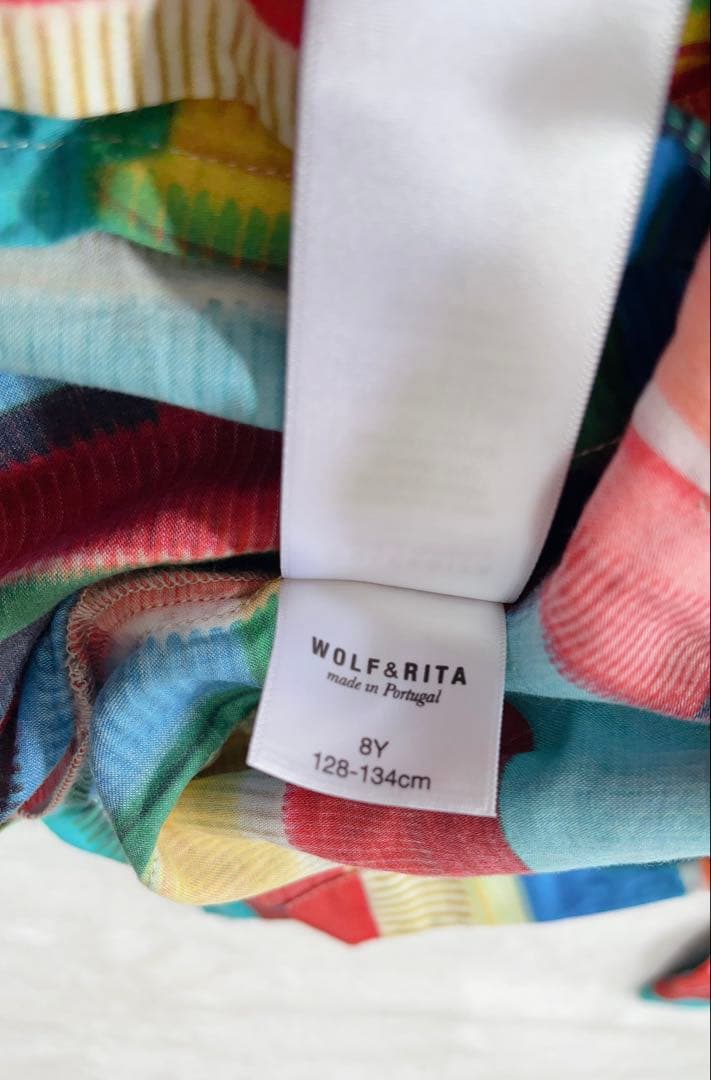 WOLF&RITA
made in Portugal
8Y
128-134cm